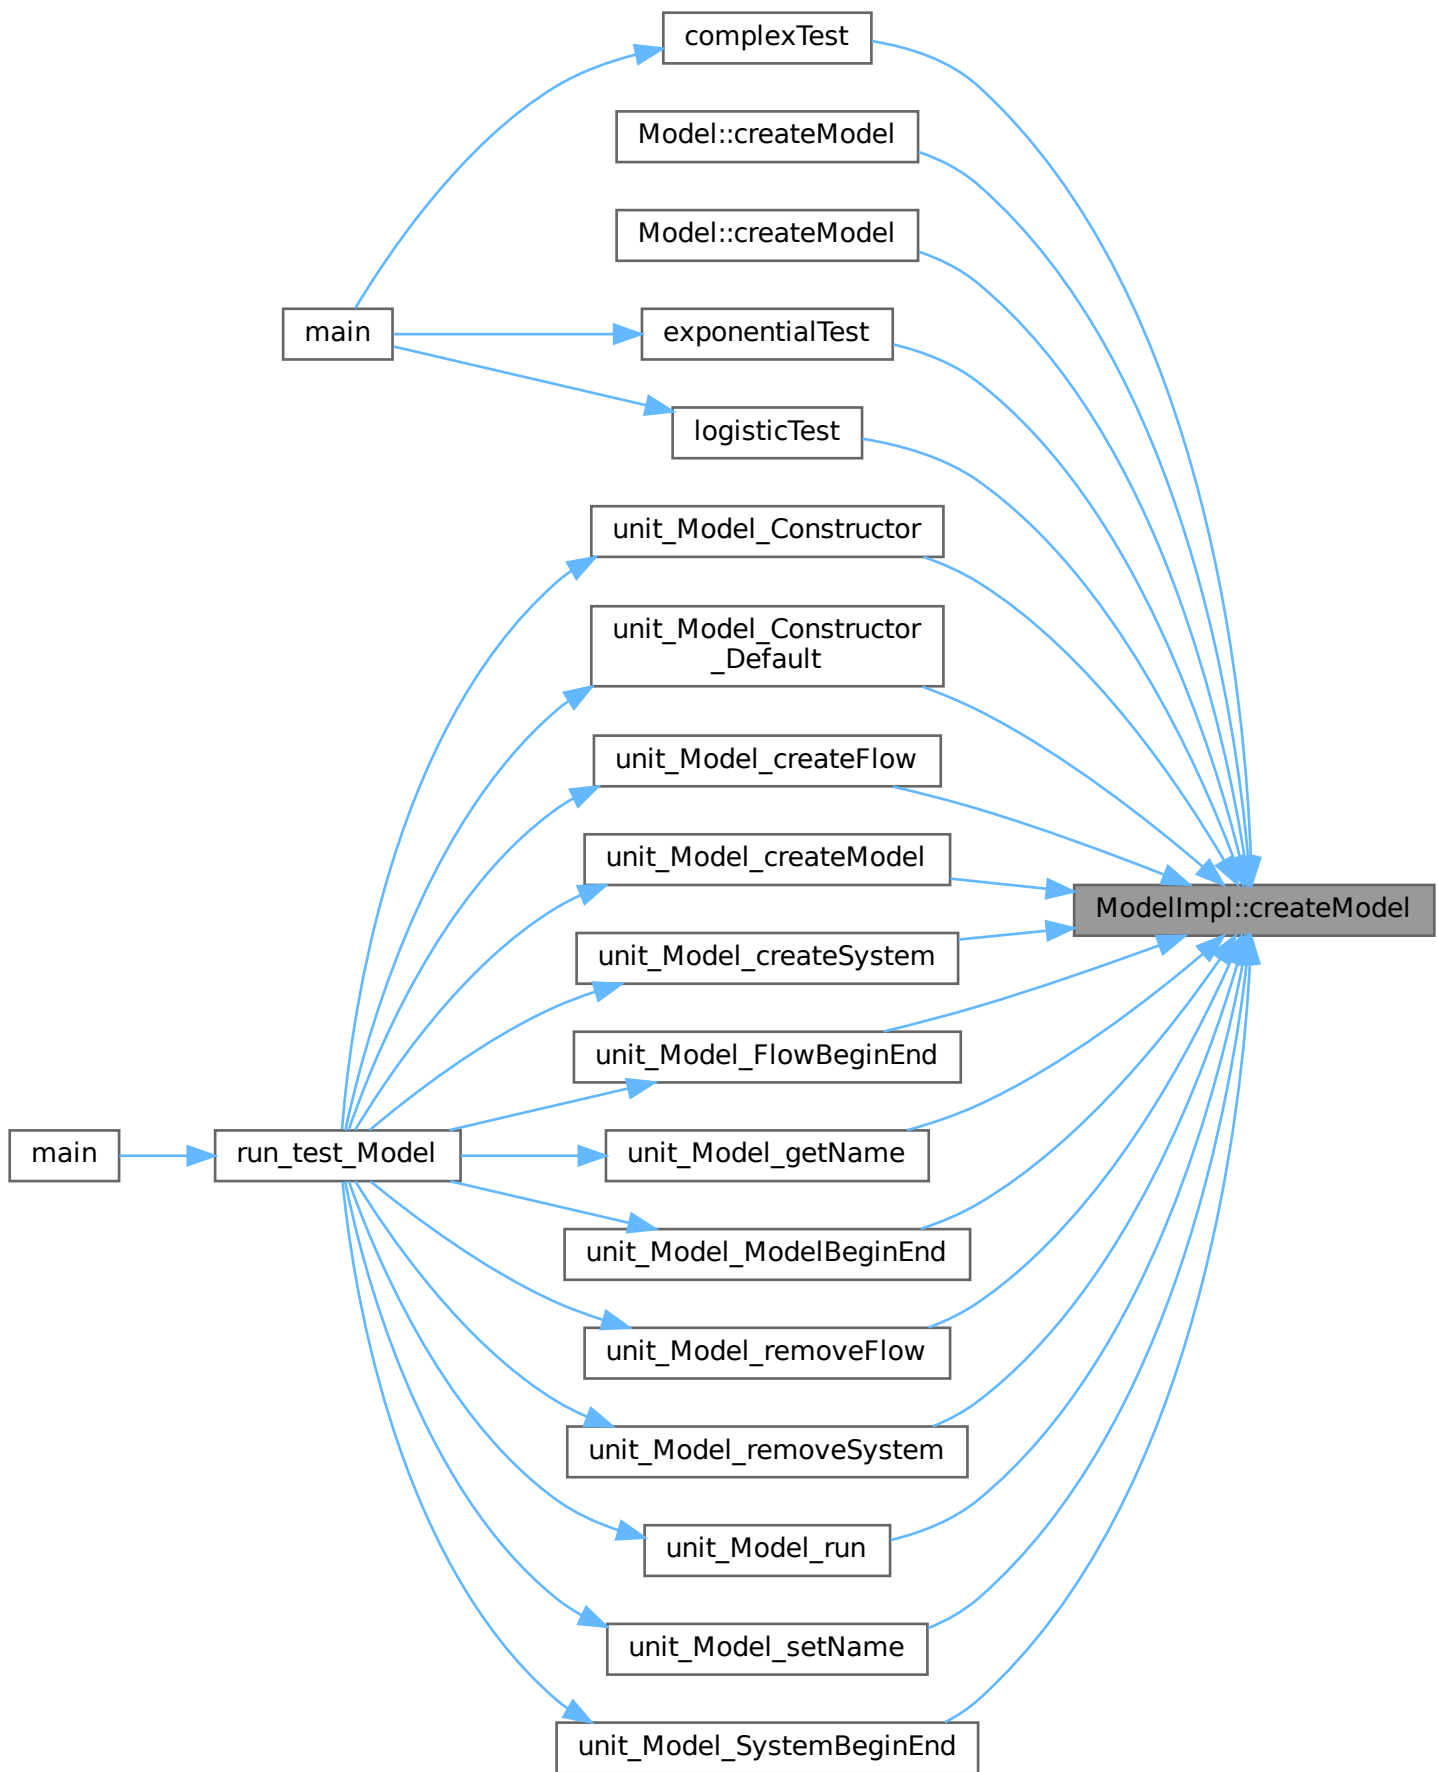 complexTest
Model::createModel
Model::createModel
main
exponentialTest
logisticTest
unit_Model_Constructor
unit_Model_Constructor
_Default
unit_Model_createFlow
unit_Model_createModel
ModelImpl::createModel
unit_Model_createSystem
unit_Model_FlowBeginEnd
main
run_test_Model
unit_Model_getName
unit_Model_ModelBeginEnd
unit_Model_removeFlow
unit_Model_removeSystem
unit_Model_run
unit_Model_setName
unit_Model_SystemBeginEnd